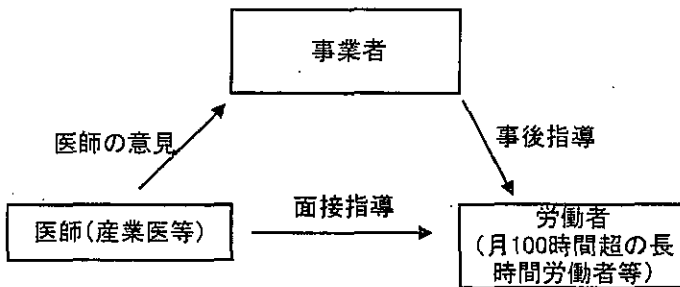 事業者
医師の意見
事後指導
面接指導
医師(産業医等)
労働者
(月100時間超の長
時間労働者等)